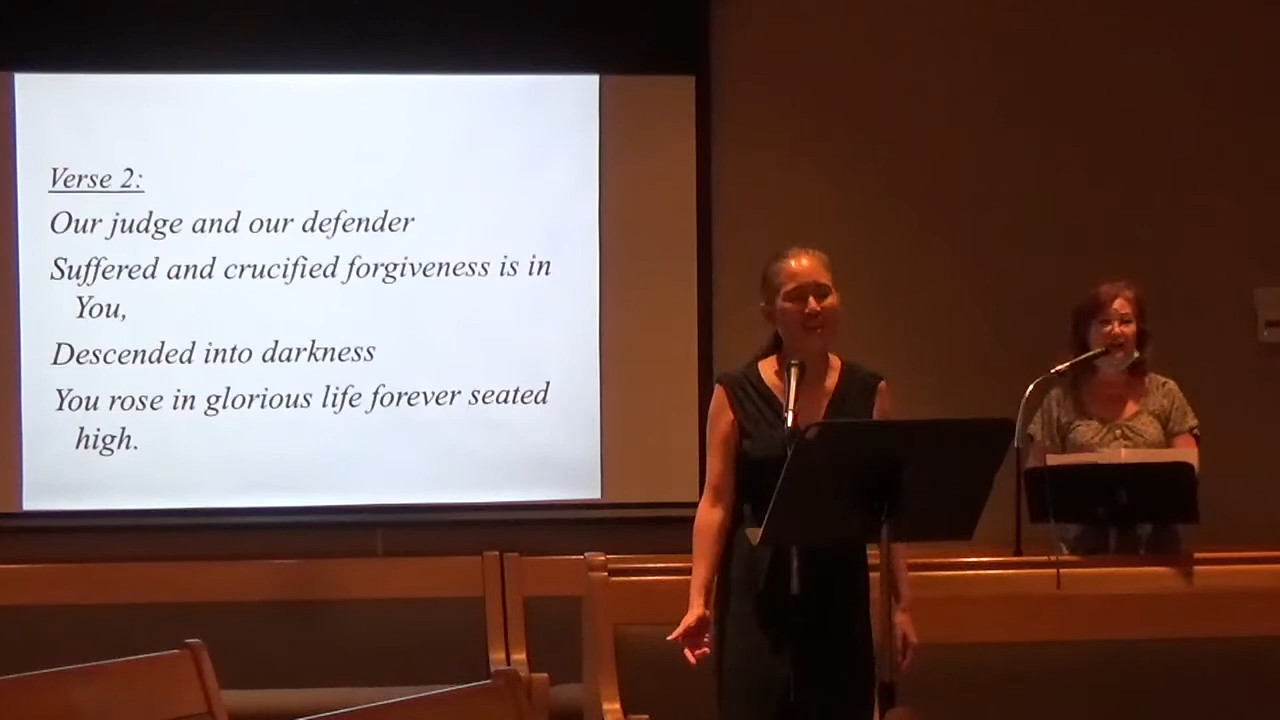 Verse 2:
Our judge and our defender
Suffered and crucified forgiveness is in
You,
Descended into darkness
You rose in glorious life forever seated
high.